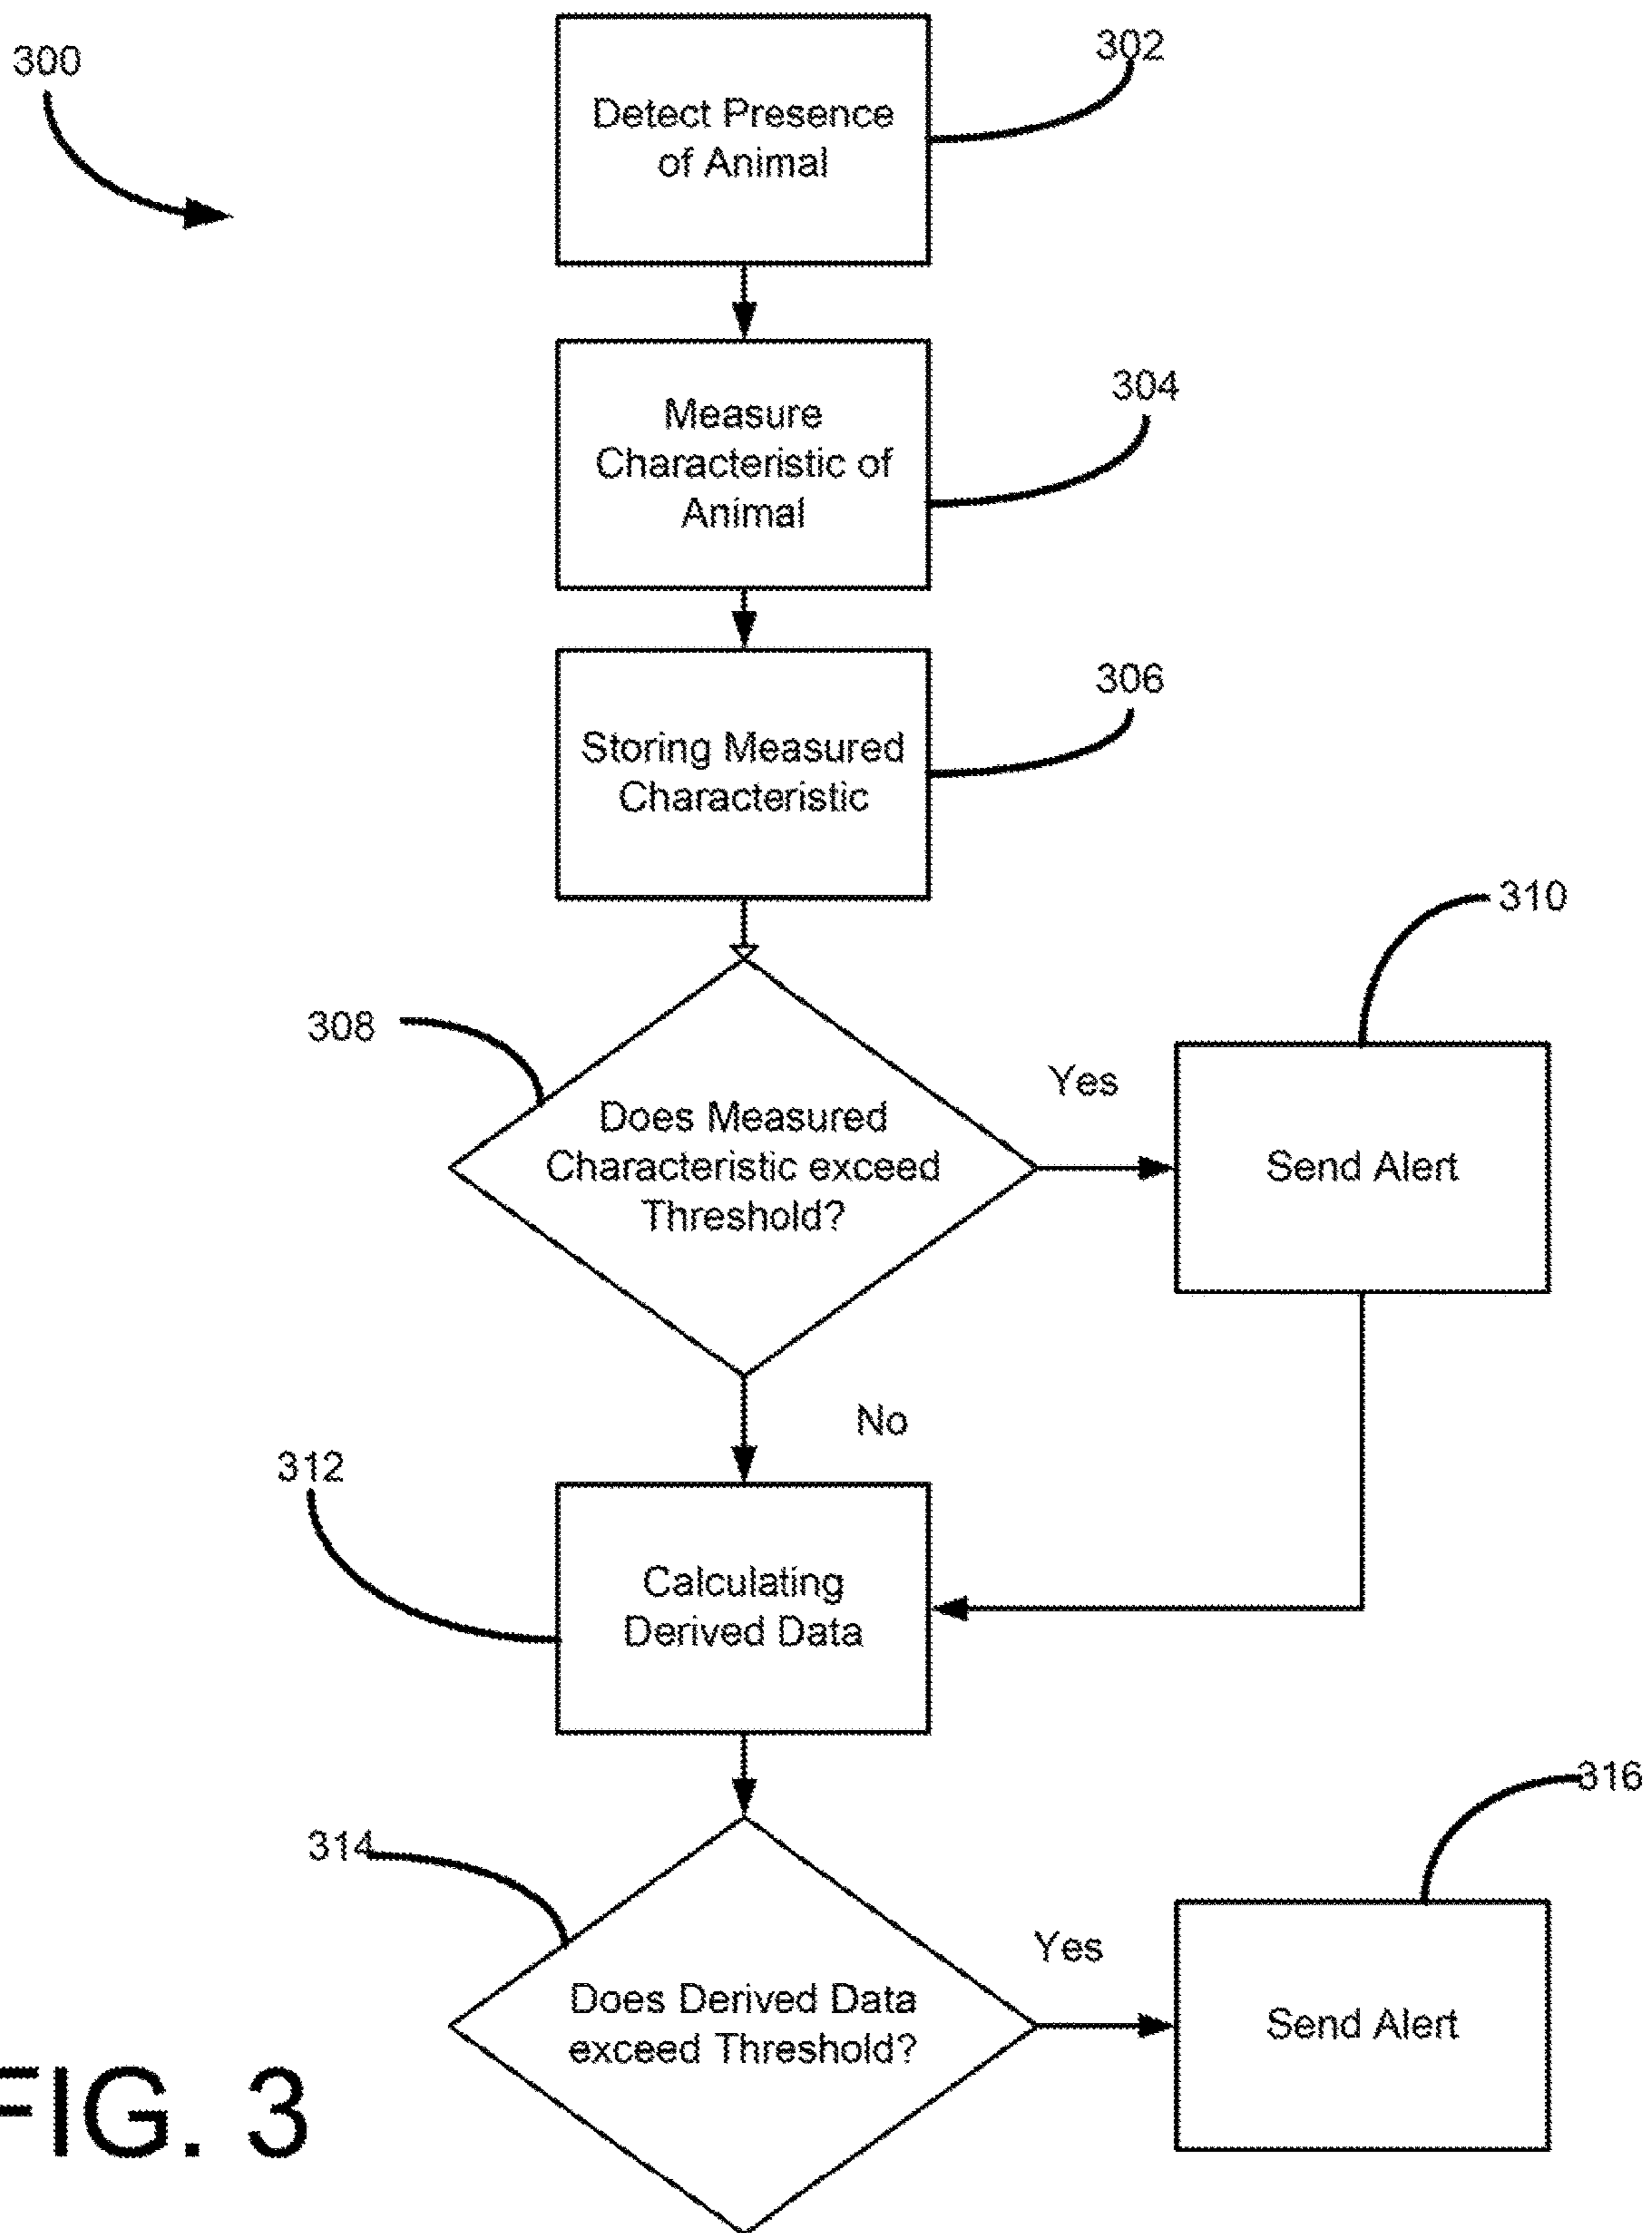 300
302
Detect Presence
of Animal
304
Measure
Characteristic of
Animal
306
Storing Measured
Characteristic
310
308
Yes
Does Measured
Characteristic exceed
Threshold?
Send Alert
No
312
Calculating
Derived Data
316
314
Yes
Does Derived Data
exceed Threshold?
Send Alert
FIG. 3